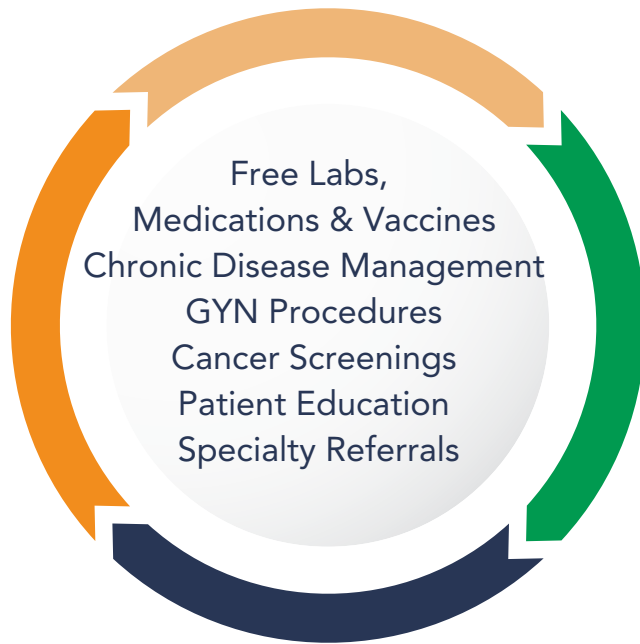 Free Labs,
Medications & Vaccines
Chronic Disease Management
GYN Procedures
Cancer Screenings
Patient Education
Specialty Referrals